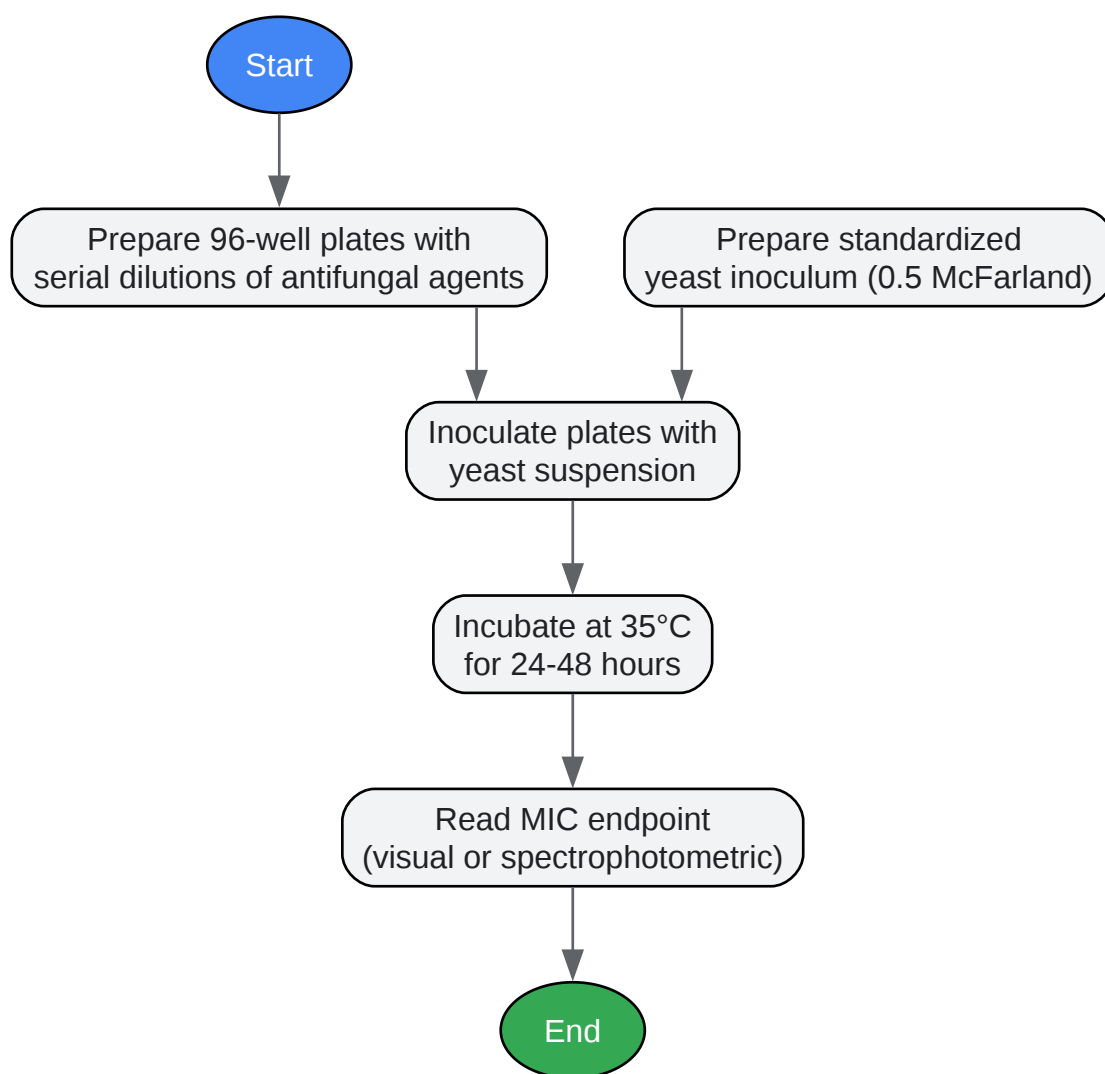 Start
Prepare 96-well plates with
serial dilutions of antifungal agents
Prepare standardized
yeast inoculum (0.5 McFarland)
Inoculate plates with
yeast suspension
Incubate at 35°C
for 24-48 hours
Read MIC endpoint
(visual or spectrophotometric)
End